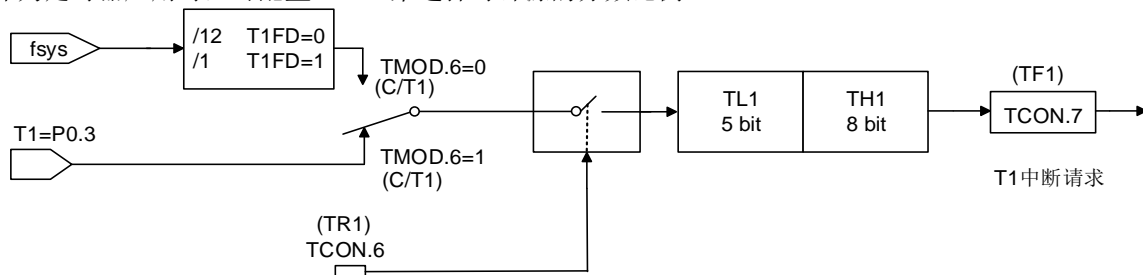 fsys
/12 T1FD=0
/1 T1FD=1
TMOD.6=0
(C/T1)
T1=P0.3
TMOD.6=1
(C/T1)
(TR1)
TCON.6
TL1
5 bit
TH1
8 bit
(TF1)
TCON.7
T1中断请求